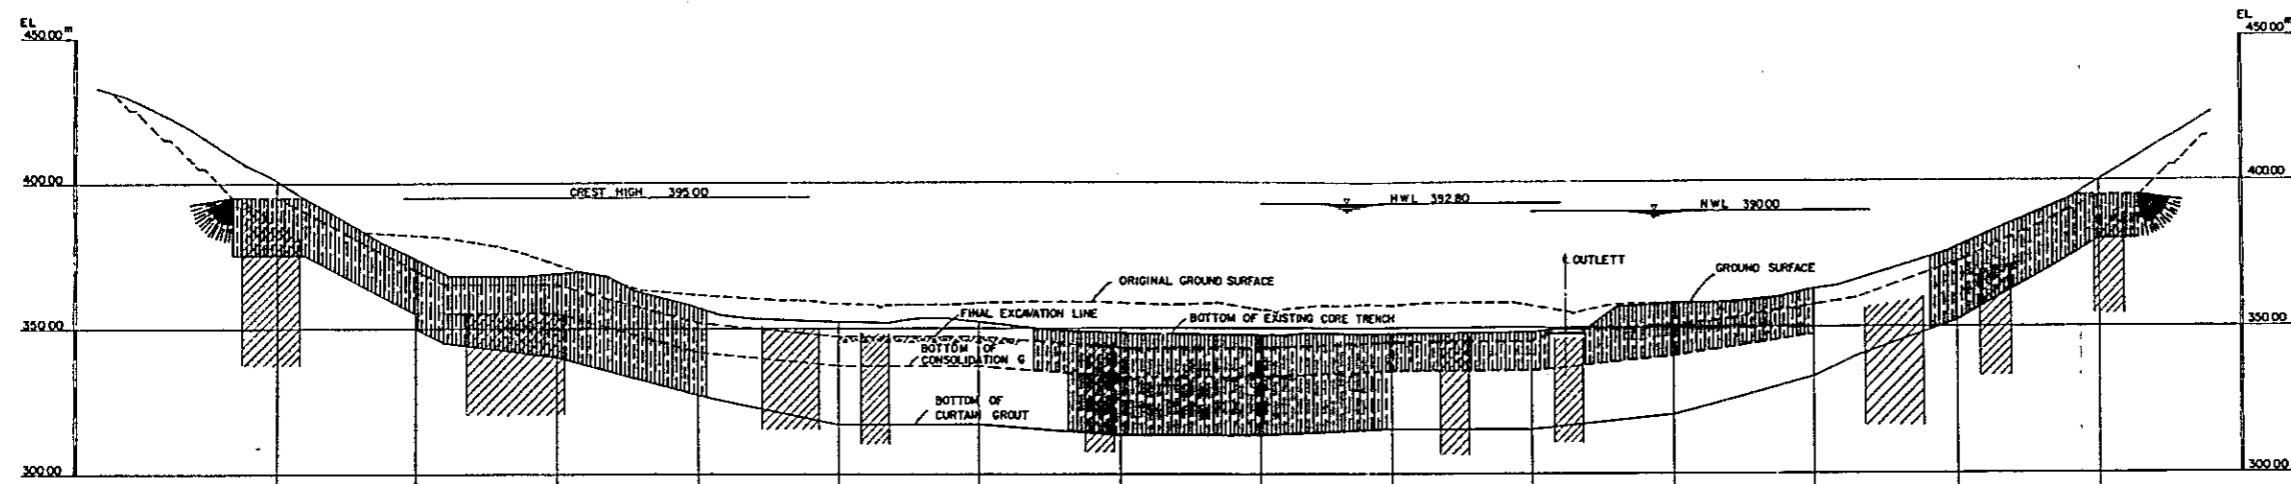 EL
450.00 m
EL
450.00 m
400.00
CREST HIGH 395.00
HWL 392.80
NWL 390.00
400.00
OUTLETT
GROUND SURFACE
ORIGINAL GROUND SURFACE
350.00
FINAL EXCAVATION LINE
BOTTOM OF EXISTING CORE TRENCH
350.00
BOTTOM OF
CONSOLIDATION G
BOTTOM OF
CURTAIN GROUT
300.00
300.00